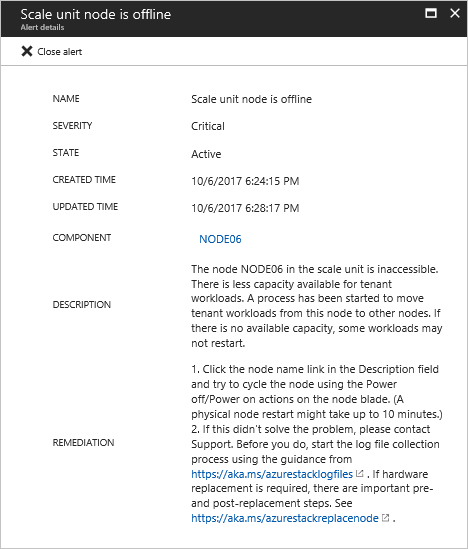 Scale unit node is offline
Alert details
Close alert
NAME Scale unit node is offline
SEVERITY Critical
STATE Active
CREATED TIME 10/6/2017 6:24:15 PM
UPDATED TIME 10/6/2017 6:28:17 PM
COMPONENT NODE06
DESCRIPTION
The node NODE06 in the scale unit is inaccessible.
There is less capacity available for tenant
workloads. A process has been started to move
tenant workloads from this node to other nodes. If
there is no available capacity, some workloads may
not restart.
REMEDIATION
1. Click the node name link in the Description field
and try to cycle the node using the Power
off/Power on actions on the node blade. (A
physical node restart might take up to 10 minutes.)
2. If this didn't solve the problem, please contact
Support. Before you do, start the log file collection
process using the guidance from
https://aka.ms/azurestacklogfiles . If hardware
replacement is required, there are important pre-
and post-replacement steps. See
https://aka.ms/azurestackreplacenode .